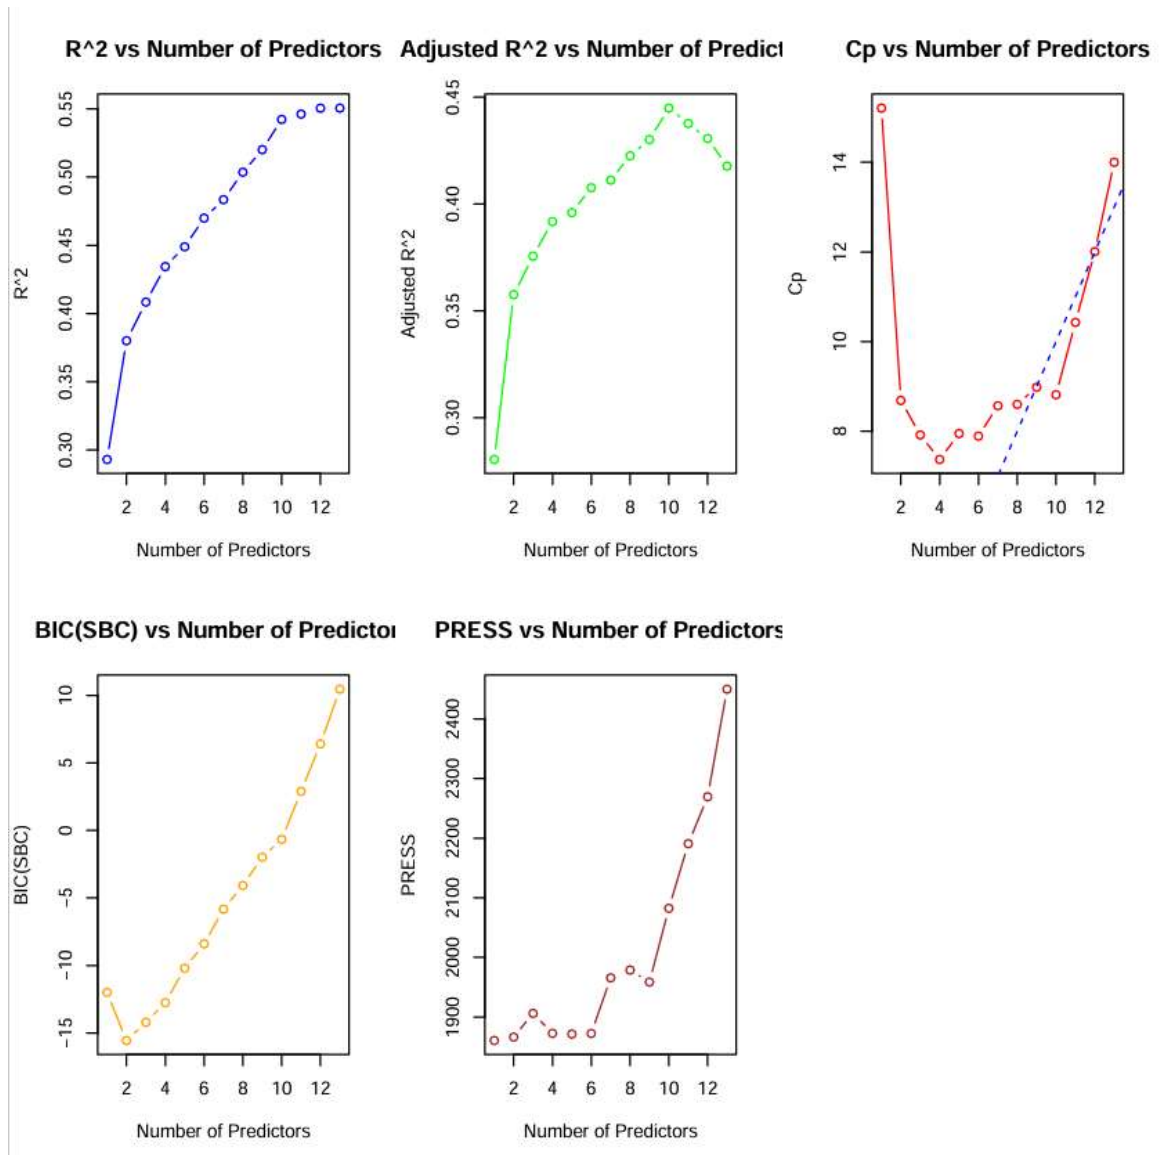 R^2 vs Number of Predictors
R^2
0.30 0.35 0.40 0.45 0.50 0.55
2 4 6 8 10 12
Number of Predictors
Adjusted R^2 vs Number of Predict
Adjusted R^2
0.30 0.35 0.40 0.45
2 4 6 8 10 12
Number of Predictors
Cp vs Number of Predictors
Cp
8 10 12 14
2 4 6 8 10 12
Number of Predictors
BIC(SBC) vs Number of Predictor
BIC(SBC)
−15 −10 −5 0 5 10
2 4 6 8 10 12
Number of Predictors
PRESS vs Number of Predictors
PRESS
1900 2000 2100 2200 2300 2400
2 4 6 8 10 12
Number of Predictors